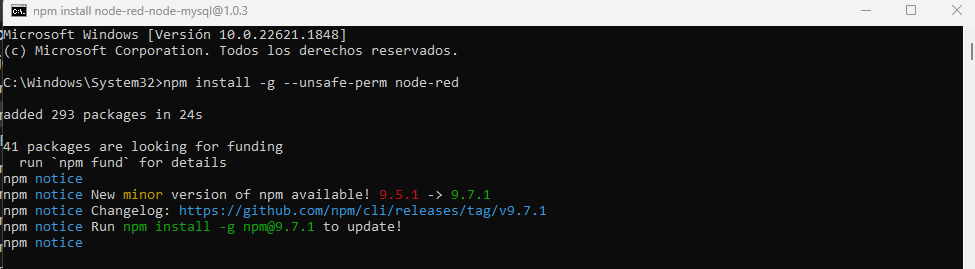 npm install node-red-node-mysql@1.0.3
Microsoft Windows [Versión 10.0.22621.1848]
(c) Microsoft Corporation. Todos los derechos reservados.
C:\Windows\System32>npm install -g --unsafe-perm node-red
added 293 packages in 24s
41 packages are looking for funding
  run `npm fund` for details
npm notice
npm notice New minor version of npm available! 9.5.1 -> 9.7.1
npm notice Changelog: https://github.com/npm/cli/releases/tag/v9.7.1
npm notice Run npm install -g npm@9.7.1 to update!
npm notice